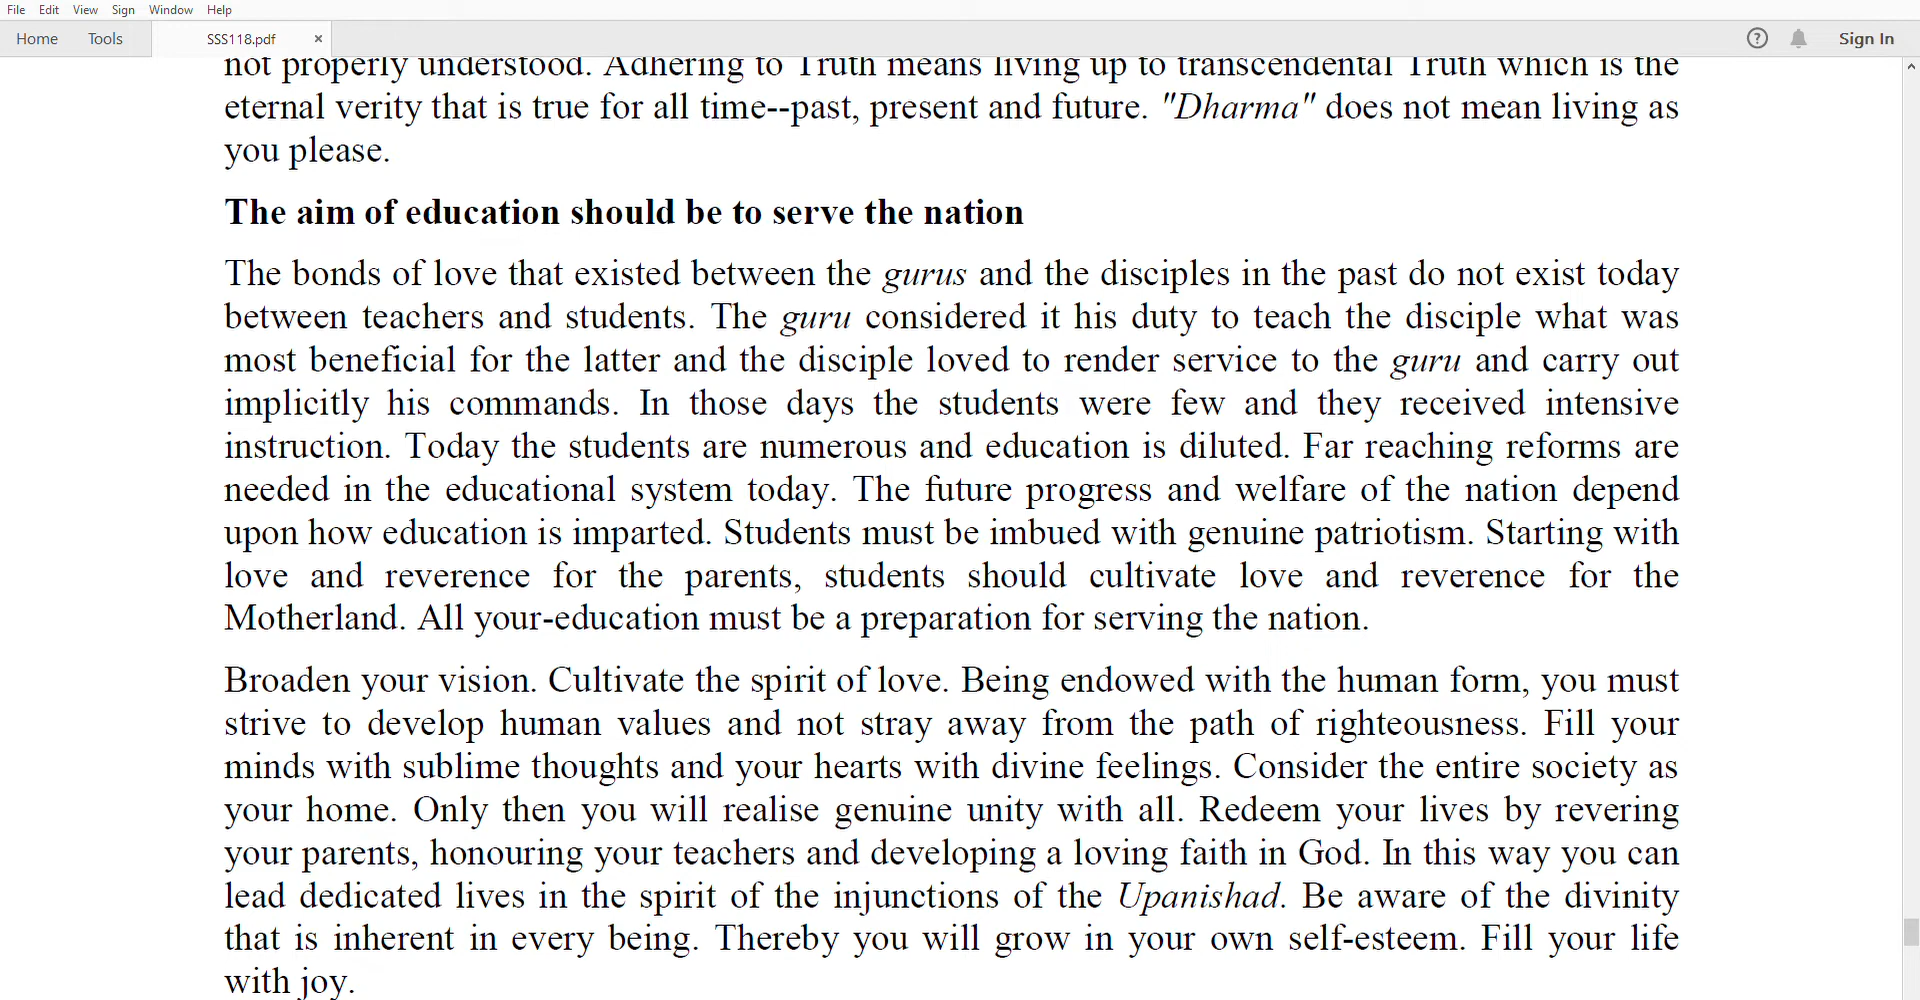 File Edit View Sign Window Help
Home Tools SSS118.pdf × ? Sign In
not properly understood. Adhering to Truth means living up to transcendental Truth which is the
eternal verity that is true for all time--past, present and future. "Dharma" does not mean living as
you please.
The aim of education should be to serve the nation
The bonds of love that existed between the gurus and the disciples in the past do not exist today
between teachers and students. The guru considered it his duty to teach the disciple what was
most beneficial for the latter and the disciple loved to render service to the guru and carry out
implicitly his commands. In those days the students were few and they received intensive
instruction. Today the students are numerous and education is diluted. Far reaching reforms are
needed in the educational system today. The future progress and welfare of the nation depend
upon how education is imparted. Students must be imbued with genuine patriotism. Starting with
love and reverence for the parents, students should cultivate love and reverence for the
Motherland. All your-education must be a preparation for serving the nation.
Broaden your vision. Cultivate the spirit of love. Being endowed with the human form, you must
strive to develop human values and not stray away from the path of righteousness. Fill your
minds with sublime thoughts and your hearts with divine feelings. Consider the entire society as
your home. Only then you will realise genuine unity with all. Redeem your lives by revering
your parents, honouring your teachers and developing a loving faith in God. In this way you can
lead dedicated lives in the spirit of the injunctions of the Upanishad. Be aware of the divinity
that is inherent in every being. Thereby you will grow in your own self-esteem. Fill your life
with joy.